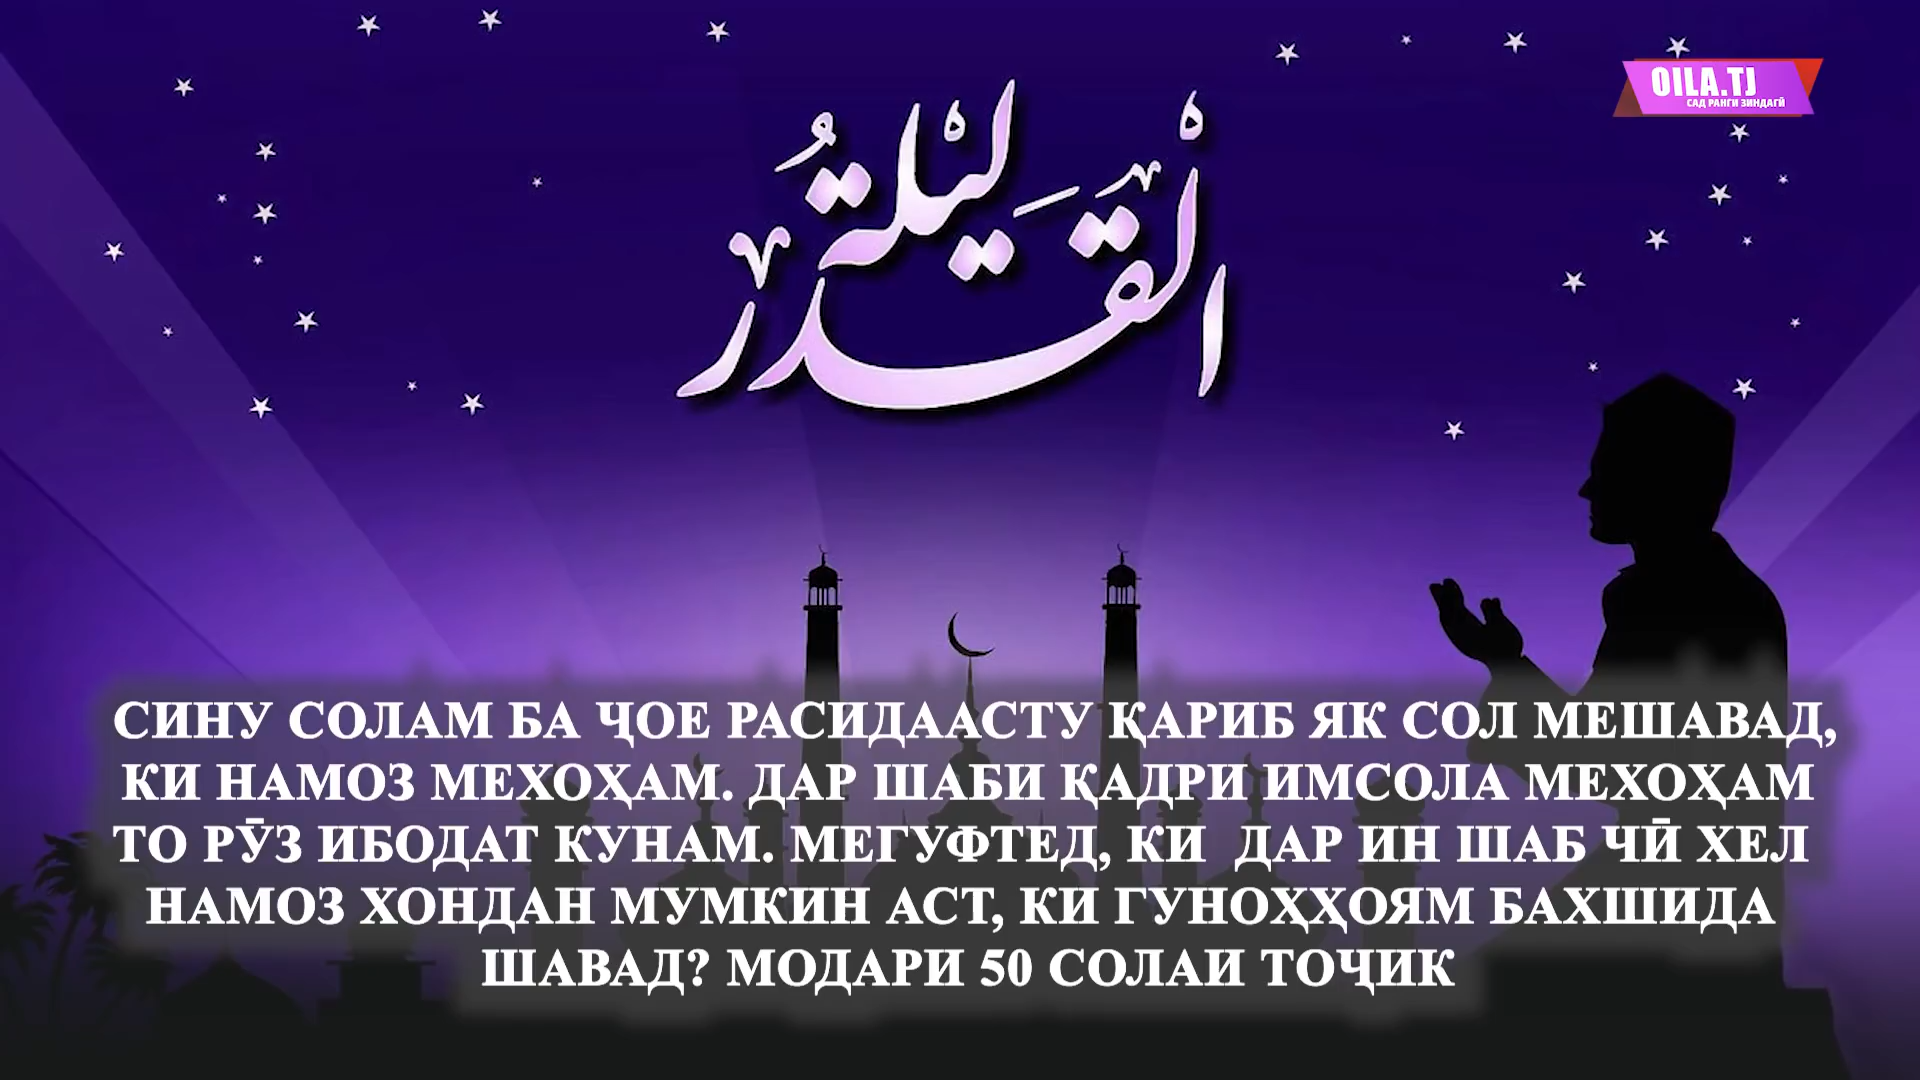 OILA.TJ
САД РАНГИ ЗИНДАГӢ
لَيْلَةُ
الْقَدْرِ
СИНУ СОЛАМ БА ҶОЕ РАСИДААСТУ ҚАРИБ ЯК СОЛ МЕШАВАД,
КИ НАМОЗ МЕХОҲАМ. ДАР ШАБИ ҚАДРИ ИМСОЛА МЕХОҲАМ
ТО РӮЗ ИБОДАТ КУНАМ. МЕГУФТЕД, КИ ДАР ИН ШАБ ЧӢ ХЕЛ
НАМОЗ ХОНДАН МУМКИН АСТ, КИ ГУНОҲҲОЯМ БАХШИДА
ШАВАД? МОДАРИ 50 СОЛАИ ТОҶИК